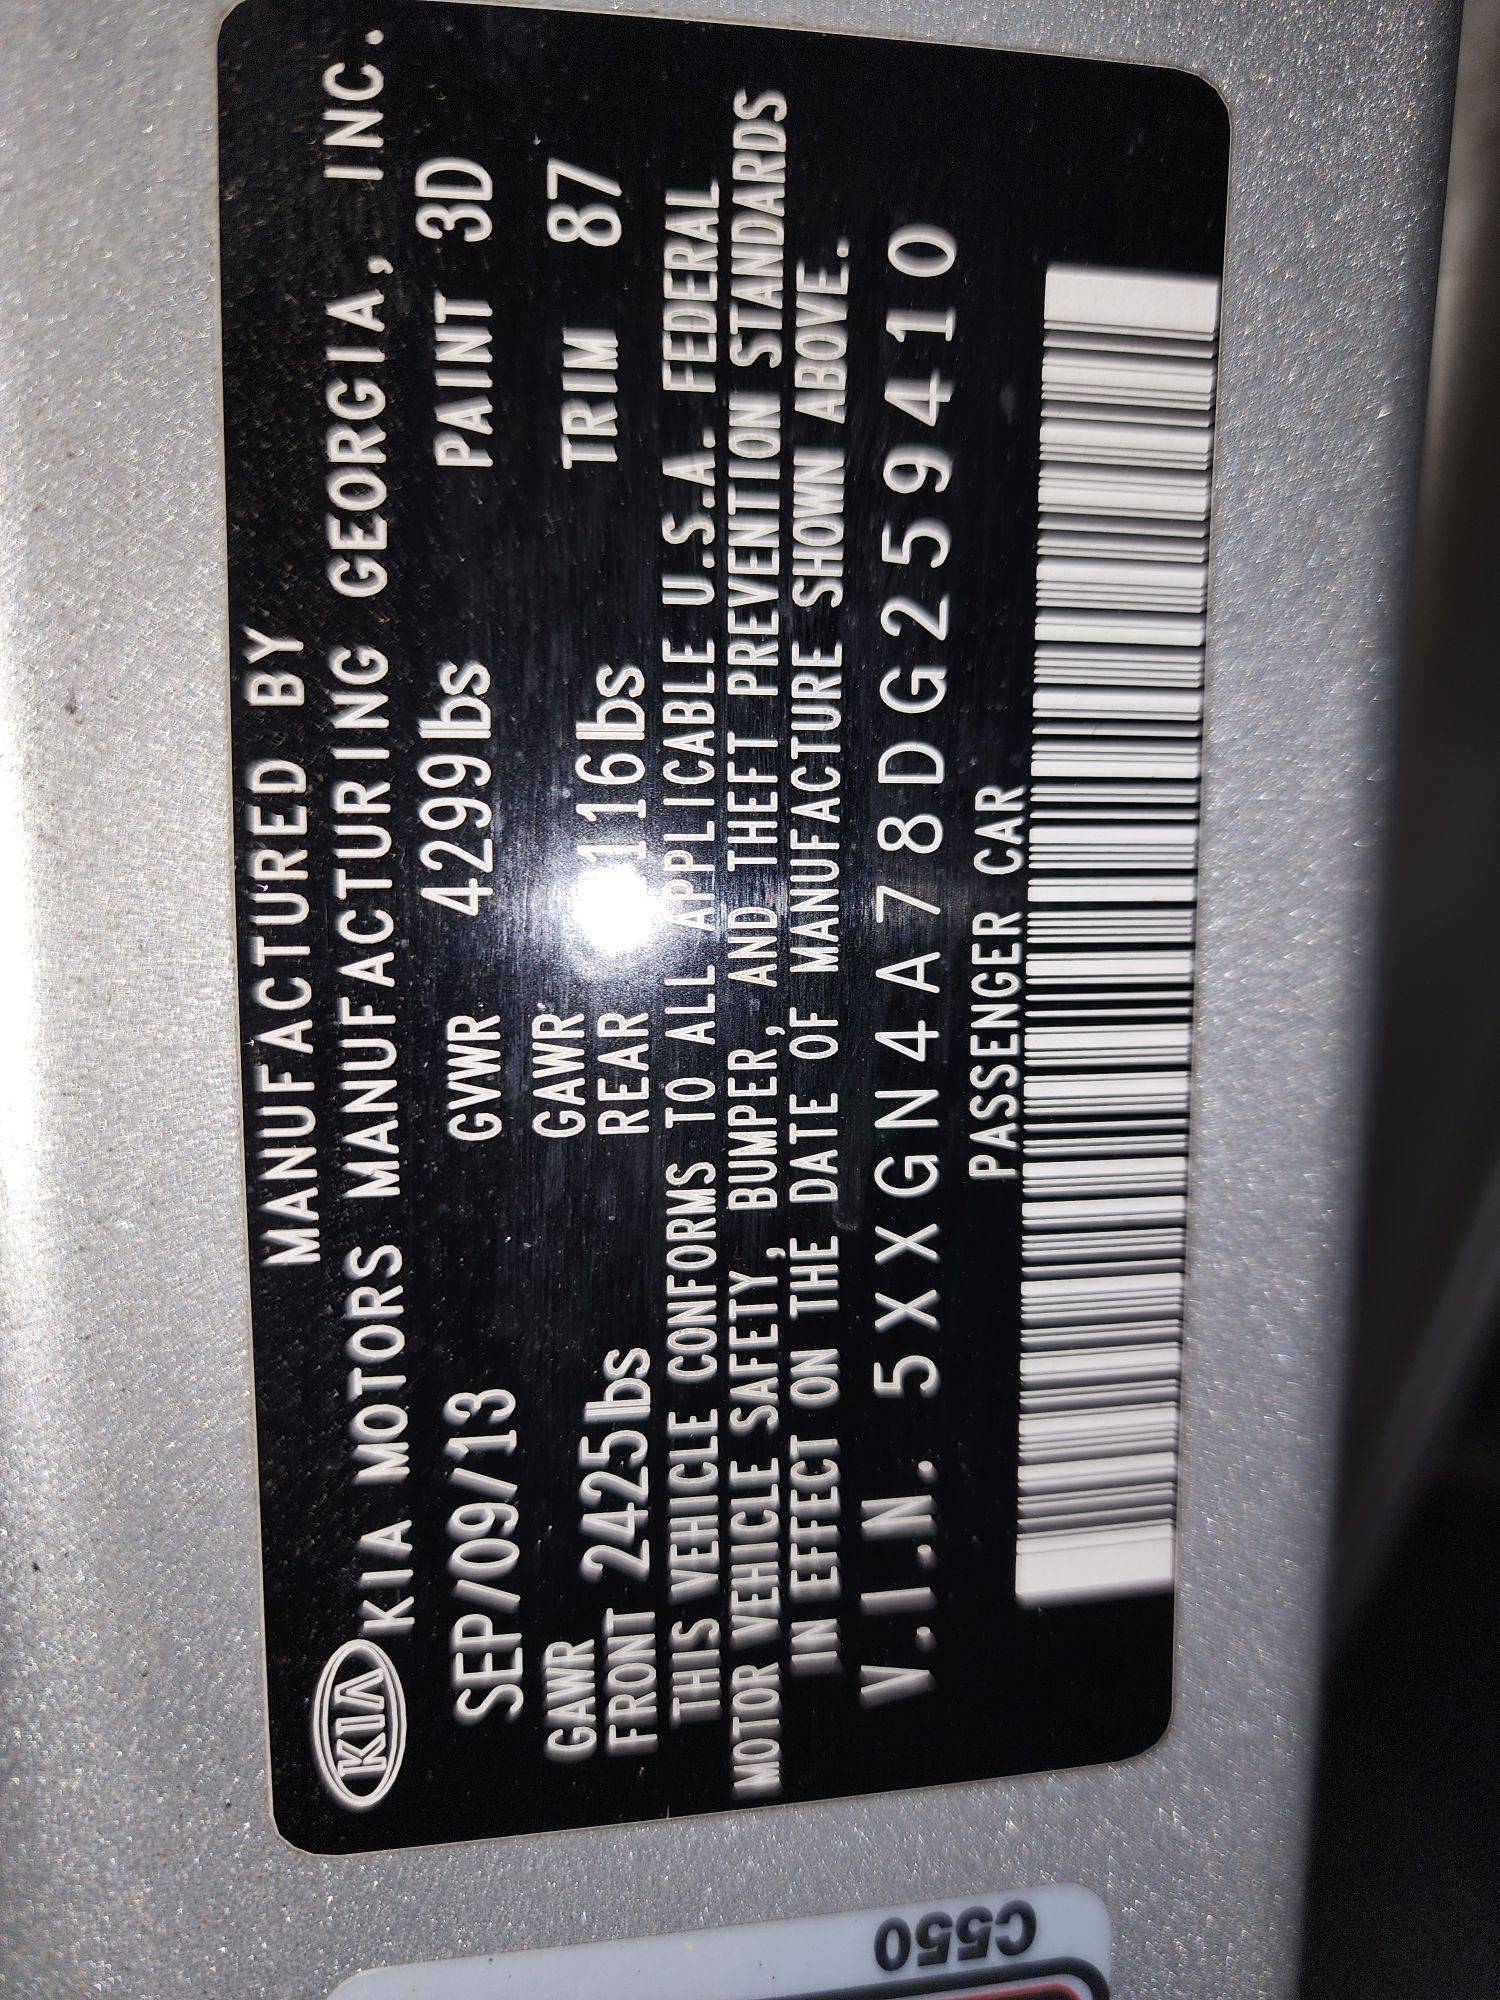 MANUFACTURED BY
KIA KIA MOTORS MANUFACTURING GEORGIA, INC.
SEP/09/13 GVWR 4299lbs PAINT 3D
GAWR FRONT 2425lbs GAWR REAR 116lbs TRIM 87
THIS VEHICLE CONFORMS TO ALL APPLICABLE U.S.A. FEDERAL
MOTOR VEHICLE SAFETY, BUMPER, AND THEFT PREVENTION STANDARDS
IN EFFECT ON THE DATE OF MANUFACTURE SHOWN ABOVE.
V.I.N. 5XXGN4A78DG259410
PASSENGER CAR
C550